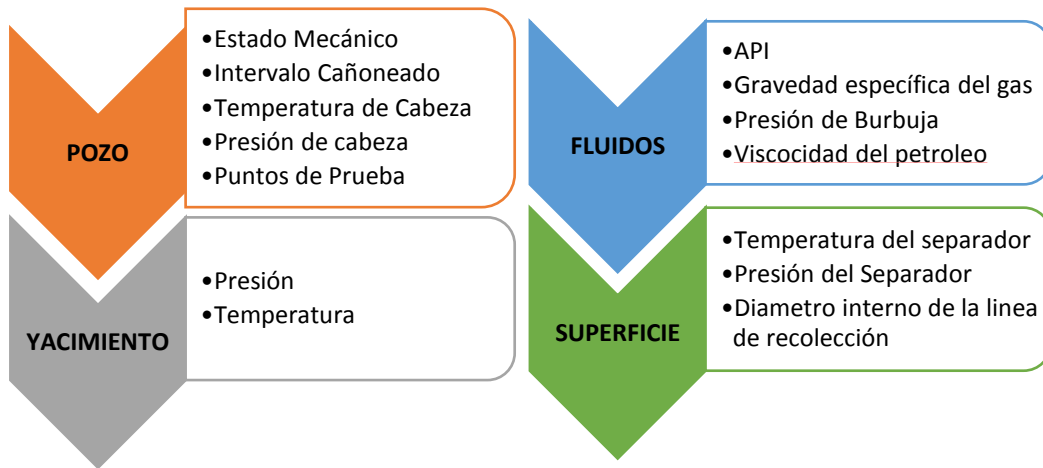 POZO
•Estado Mecánico
•Intervalo Cañoneado
•Temperatura de Cabeza
•Presión de cabeza
•Puntos de Prueba
YACIMIENTO
•Presión
•Temperatura
FLUIDOS
•API
•Gravedad específica del gas
•Presión de Burbuja
•Viscocidad del petroleo
SUPERFICIE
•Temperatura del separador
•Presión del Separador
•Diametro interno de la linea
de recolección